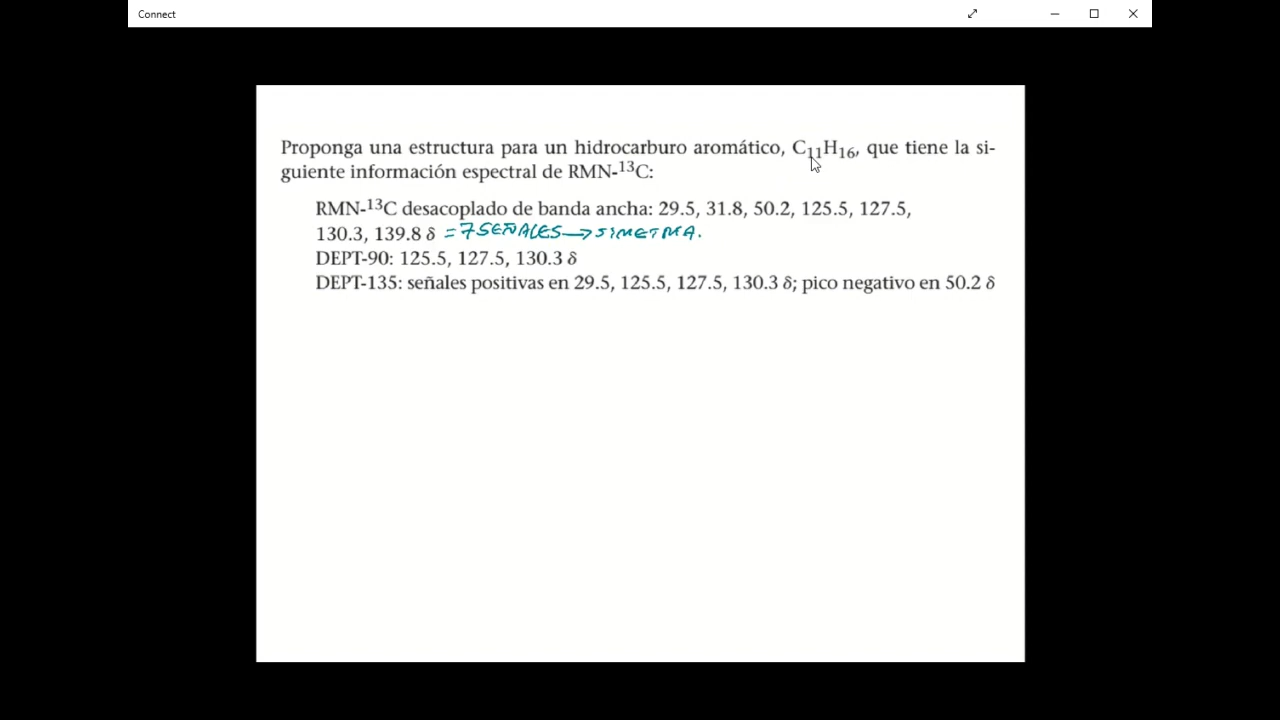 Connect
Proponga una estructura para un hidrocarburo aromático, C₁₁H₁₆, que tiene la si-
guiente información espectral de RMN-¹³C:
RMN-¹³C desacoplado de banda ancha: 29.5, 31.8, 50.2, 125.5, 127.5,
130.3, 139.8 δ = 7 SEÑALES → SIMETRIA.
DEPT-90: 125.5, 127.5, 130.3 δ
DEPT-135: señales positivas en 29.5, 125.5, 127.5, 130.3 δ; pico negativo en 50.2 δ